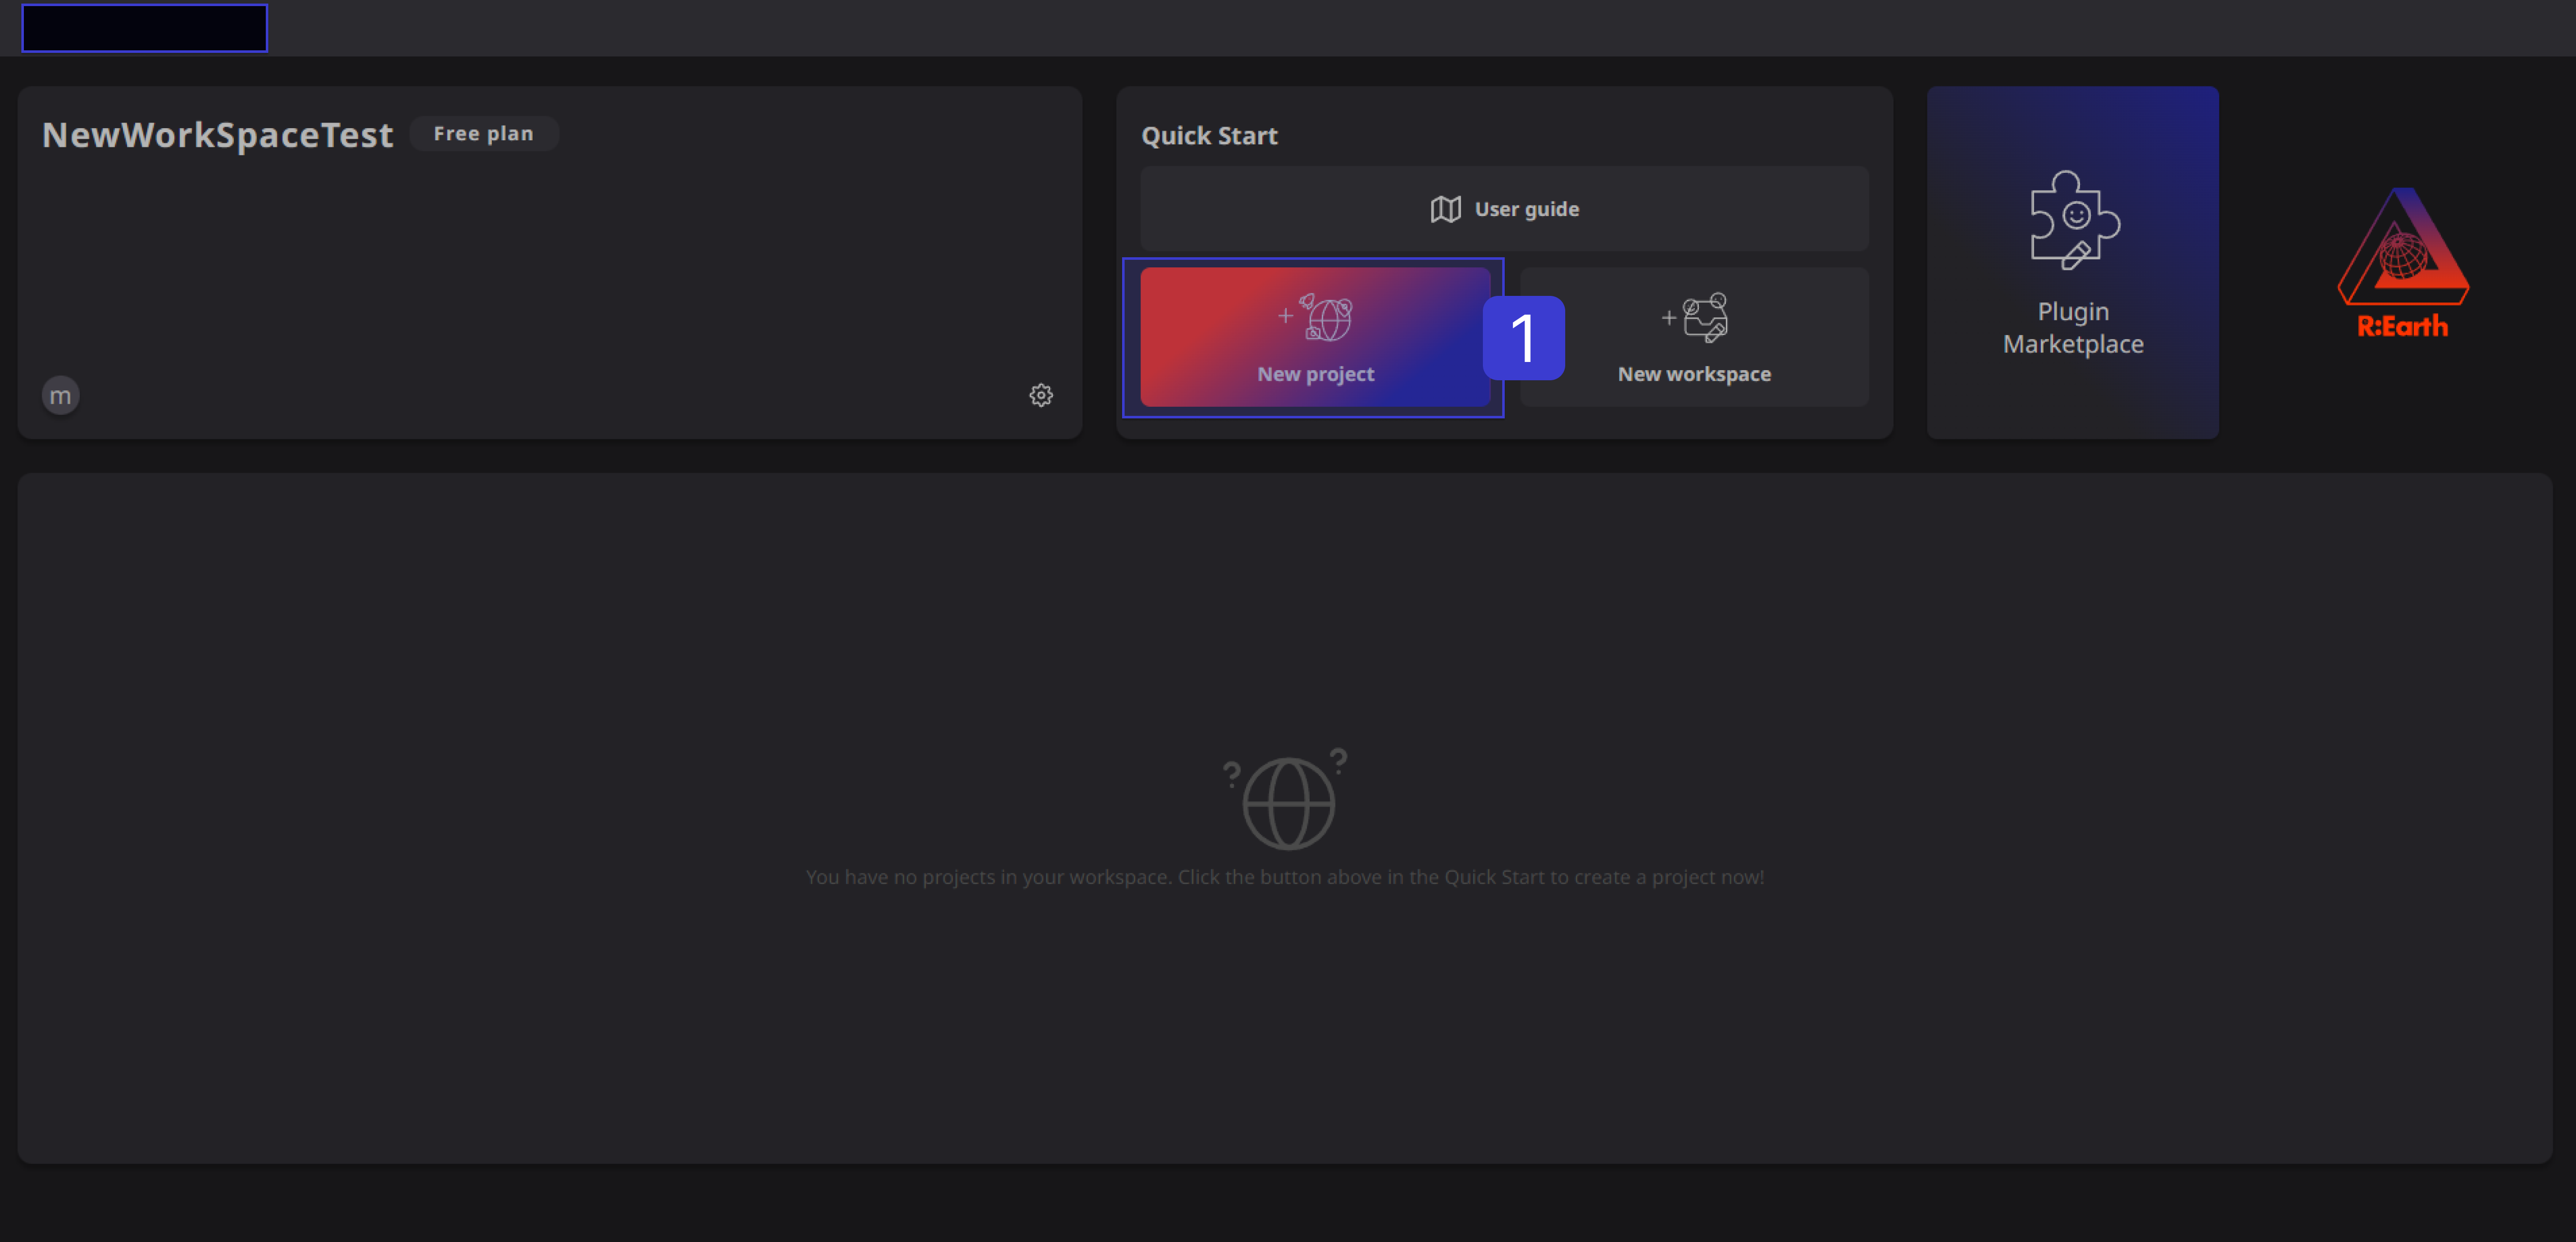 NewWorkSpaceTest
Free plan
m
Quick Start
User guide
New project
1
New workspace
Plugin
Marketplace
R:Earth
? ?
You have no projects in your workspace. Click the button above in the Quick Start to create a project now!